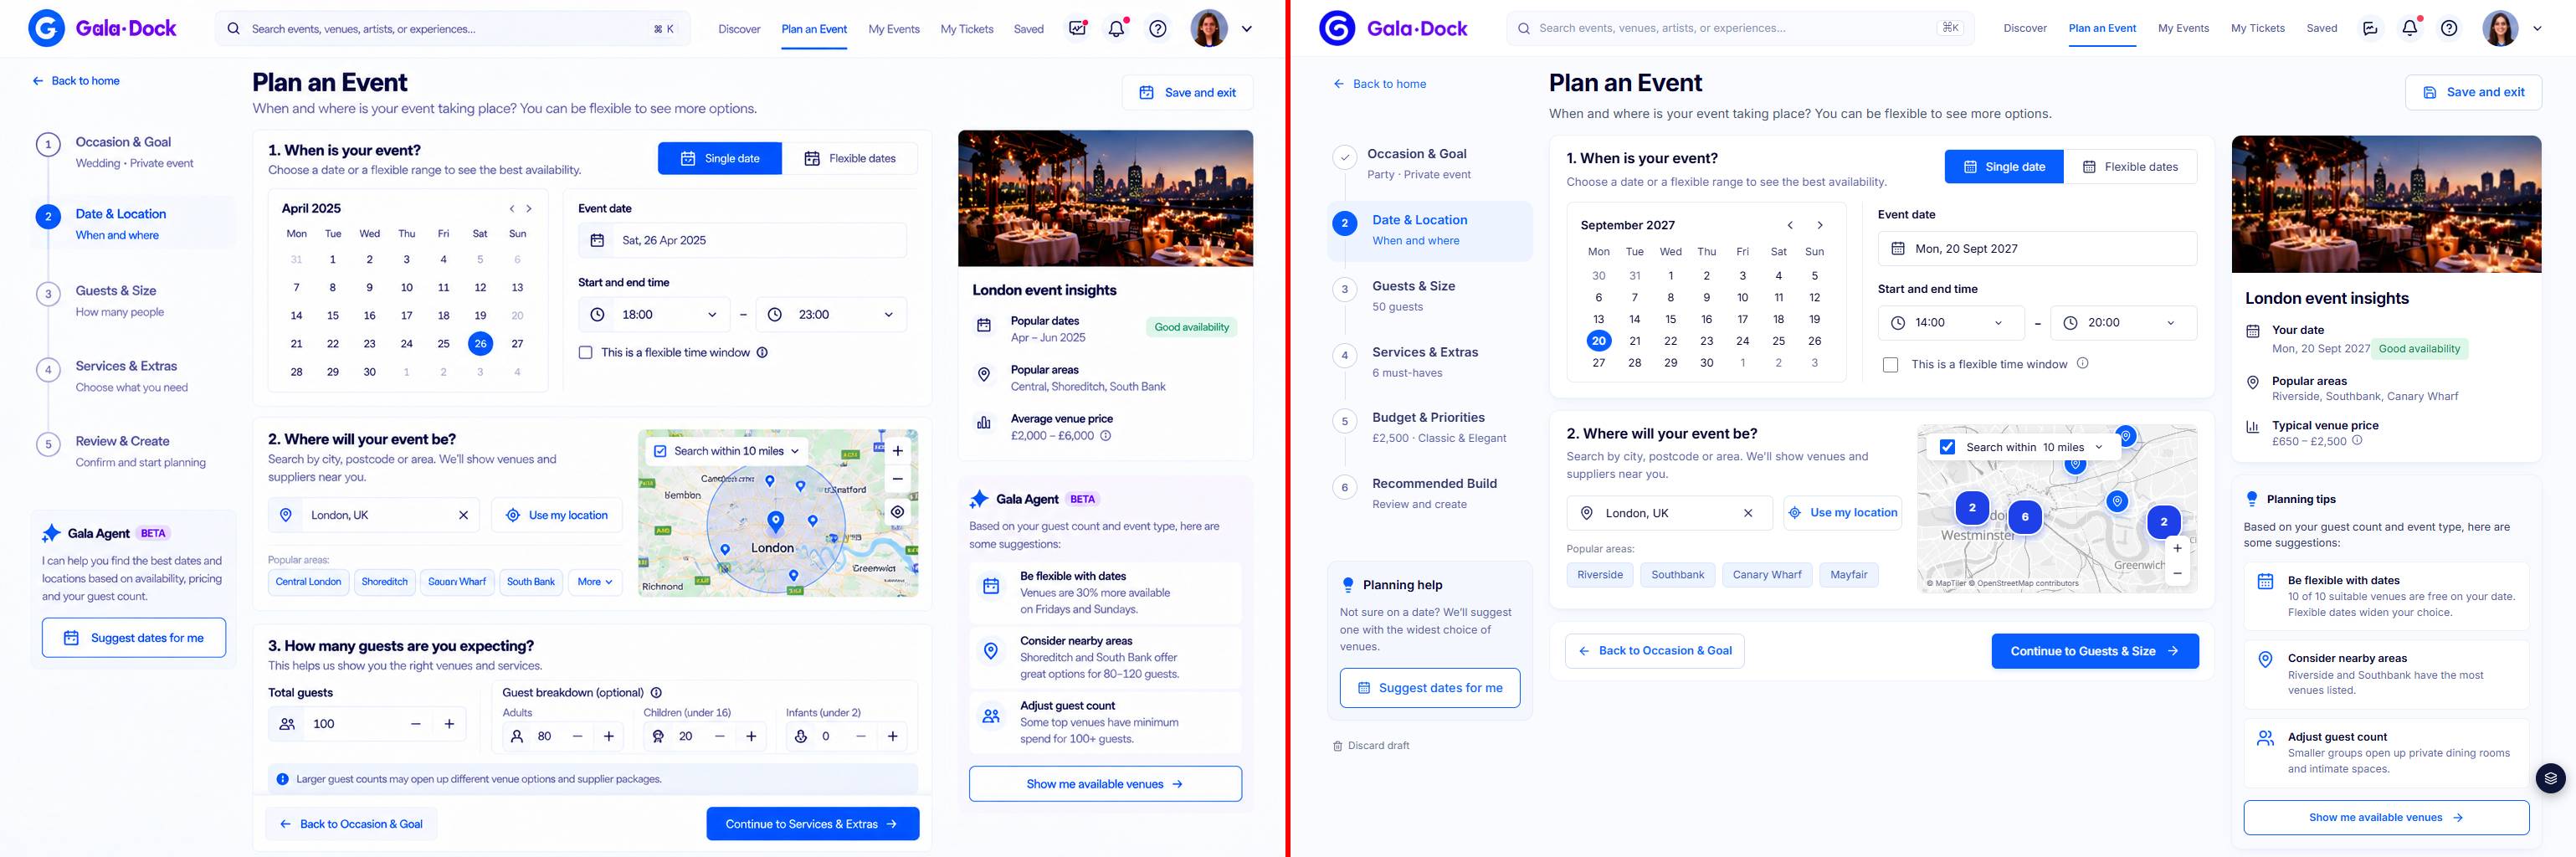 Gala·Dock
Search events, venues, artists, or experiences...
⌘ K
Discover
Plan an Event
My Events
My Tickets
Saved
Back to home
Plan an Event
When and where is your event taking place? You can be flexible to see more options.
Save and exit
1
Occasion & Goal
Wedding • Private event
2
Date & Location
When and where
3
Guests & Size
How many people
4
Services & Extras
Choose what you need
5
Review & Create
Confirm and start planning
Gala Agent BETA
I can help you find the best dates and
locations based on availability, pricing
and your guest count.
Suggest dates for me
1. When is your event?
Choose a date or a flexible range to see the best availability.
Single date
Flexible dates
April 2025
Mon Tue Wed Thu Fri Sat Sun
31 1 2 3 4 5 6
7 8 9 10 11 12 13
14 15 16 17 18 19 20
21 22 23 24 25 26 27
28 29 30 1 2 3 4
Event date
Sat, 26 Apr 2025
Start and end time
18:00 – 23:00
This is a flexible time window
2. Where will your event be?
Search by city, postcode or area. We'll show venues and
suppliers near you.
London, UK
Use my location
Popular areas:
Central London
Shoreditch
Wharf
South Bank
More
Search within 10 miles
London
Richmond
3. How many guests are you expecting?
This helps us show you the right venues and services.
Total guests
100
Guest breakdown (optional)
Adults
80
Children (under 16)
20
Infants (under 2)
0
Larger guest counts may open up different venue options and supplier packages.
Back to Occasion & Goal
Continue to Services & Extras
London event insights
Popular dates
Apr – Jun 2025
Good availability
Popular areas
Central, Shoreditch, South Bank
Average venue price
£2,000 – £6,000
Gala Agent BETA
Based on your guest count and event type, here are
some suggestions:
Be flexible with dates
Venues are 30% more available
on Fridays and Sundays.
Consider nearby areas
Shoreditch and South Bank offer
great options for 80–120 guests.
Adjust guest count
Some top venues have minimum
spend for 100+ guests.
Show me available venues
Gala·Dock
Search events, venues, artists, or experiences...
⌘K
Discover
Plan an Event
My Events
My Tickets
Saved
Back to home
Plan an Event
When and where is your event taking place? You can be flexible to see more options.
Save and exit
Occasion & Goal
Party · Private event
2
Date & Location
When and where
3
Guests & Size
50 guests
4
Services & Extras
6 must-haves
5
Budget & Priorities
£2,500 · Classic & Elegant
6
Recommended Build
Review and create
Planning help
Not sure on a date? We'll suggest
one with the widest choice of
venues.
Suggest dates for me
Discard draft
1. When is your event?
Choose a date or a flexible range to see the best availability.
Single date
Flexible dates
September 2027
Mon Tue Wed Thu Fri Sat Sun
30 31 1 2 3 4 5
6 7 8 9 10 11 12
13 14 15 16 17 18 19
20 21 22 23 24 25 26
27 28 29 30 1 2 3
Event date
Mon, 20 Sept 2027
Start and end time
14:00 – 20:00
This is a flexible time window
2. Where will your event be?
Search by city, postcode or area. We'll show venues and
suppliers near you.
London, UK
Use my location
Popular areas:
Riverside
Southbank
Canary Wharf
Mayfair
Search within 10 miles
2
6
2
Westminster
Greenwich
© MapTiler © OpenStreetMap contributors
Back to Occasion & Goal
Continue to Guests & Size
London event insights
Your date
Mon, 20 Sept 2027 Good availability
Popular areas
Riverside, Southbank, Canary Wharf
Typical venue price
£650 – £2,500
Planning tips
Based on your guest count and event type, here are
some suggestions:
Be flexible with dates
10 of 10 suitable venues are free on your date.
Flexible dates widen your choice.
Consider nearby areas
Riverside and Southbank have the most
venues listed.
Adjust guest count
Smaller groups open up private dining rooms
and intimate spaces.
Show me available venues